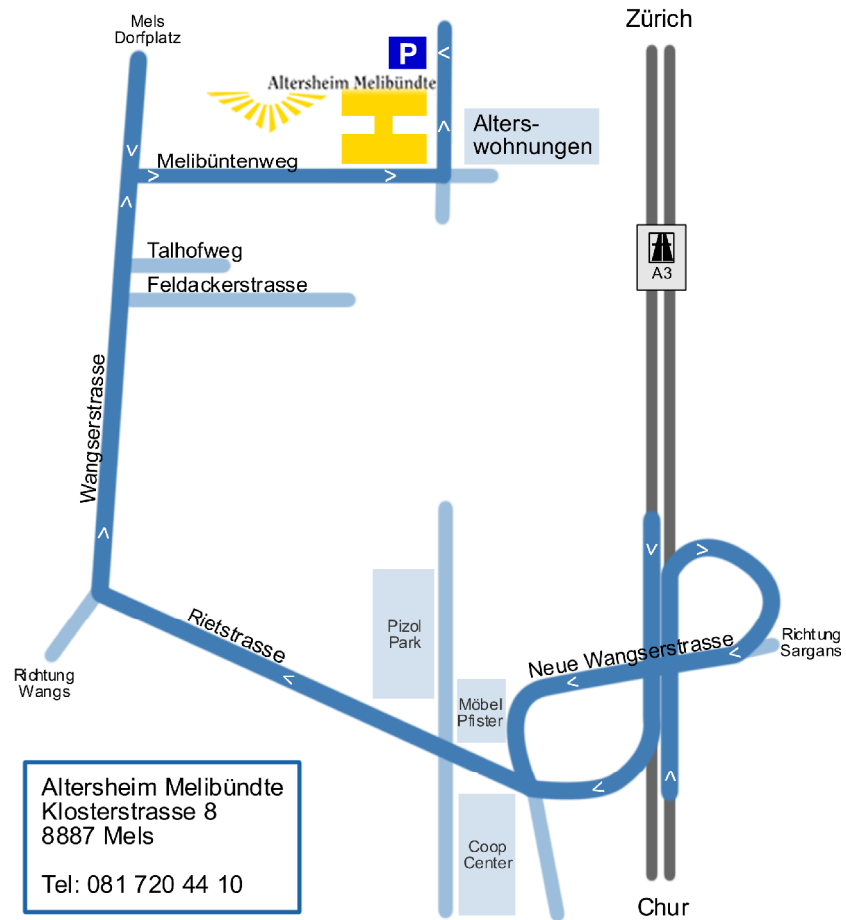 Mels
Dorfplatz
Zürich
P
Altersheim Melibündte
Alters-
wohnungen
Melibüntenweg
Talhofweg
Feldackerstrasse
A3
Wangserstrasse
Rietstrasse
Pizol
Park
Neue Wangserstrasse
Richtung
Sargans
Richtung
Wangs
Möbel
Pfister
Altersheim Melibündte
Klosterstrasse 8
8887 Mels
Tel: 081 720 44 10
Coop
Center
Chur